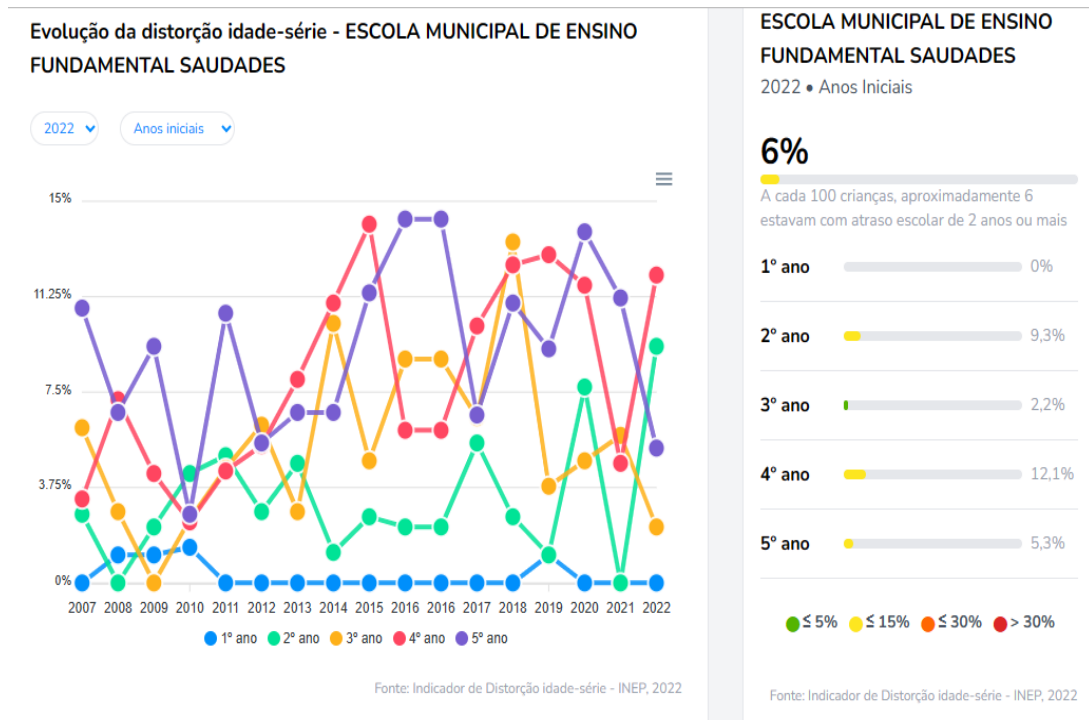 Evolução da distorção idade-série - ESCOLA MUNICIPAL DE ENSINO
FUNDAMENTAL SAUDADES
2022
Anos iniciais
15%
11.25%
7.5%
3.75%
0%
2007 2008 2009 2010 2011 2012 2013 2014 2015 2016 2016 2017 2018 2019 2020 2021 2022
1º ano 2º ano 3º ano 4º ano 5º ano
Fonte: Indicador de Distorção idade-série - INEP, 2022
ESCOLA MUNICIPAL DE ENSINO
FUNDAMENTAL SAUDADES
2022 • Anos Iniciais
6%
A cada 100 crianças, aproximadamente 6
estavam com atraso escolar de 2 anos ou mais
1º ano 0%
2º ano 9,3%
3º ano 2,2%
4º ano 12,1%
5º ano 5,3%
≤ 5% ≤ 15% ≤ 30% > 30%
Fonte: Indicador de Distorção idade-série - INEP, 2022